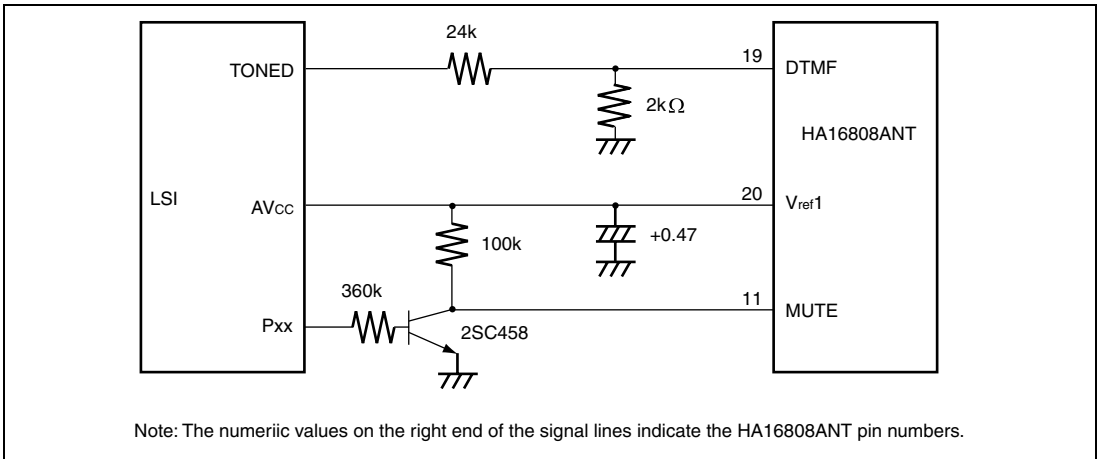 24k
TONED
19
DTMF
2kΩ
HA16808ANT
LSI
AVCC
20
Vref1
100k
+0.47
360k
11
MUTE
Pxx
2SC458
Note: The numeriic values on the right end of the signal lines indicate the HA16808ANT pin numbers.